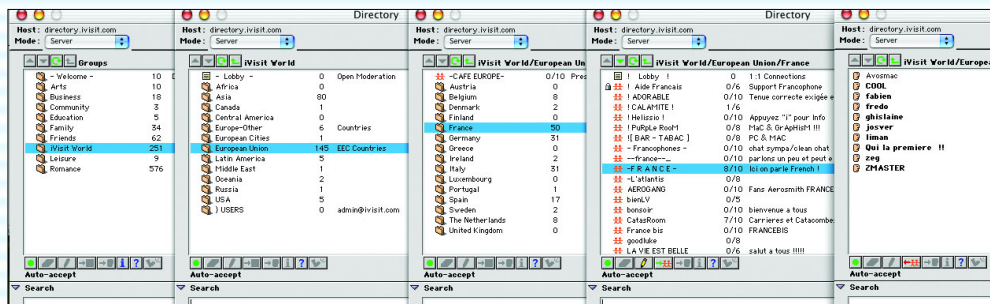 Directory
Directory
Host: directory.ivisit.com
Mode: Server
Groups
- Welcome - 10
Arts 10
Business 18
Community 3
Education 5
Family 34
Friends 62
iVisit World 251
Leisure 9
Romance 576
Auto-accept
Search
Host: directory.ivisit.com
Mode: Server
iVisit World
- Lobby - 0 Open Moderation
Africa 0
Asia 80
Canada 1
Central America 0
Europe-Other 6 Countries
European Cities 1
European Union 145 EEC Countries
Latin America 5
Middle East 1
Oceania 2
Russia 1
USA 5
} USERS 0 admin@ivisit.com
Auto-accept
Search
Host: directory.ivisit.com
Mode: Server
iVisit World/European Un
-CAFE EUROPE- 0/10 Pres
Austria 0
Belgium 8
Denmark 2
Finland 0
France 50
Germany 31
Greece 0
Ireland 2
Italy 31
Luxembourg 0
Portugal 1
Spain 17
Sweden 2
The Netherlands 8
United Kingdom 0
Auto-accept
Search
Host: directory.ivisit.com
Mode: Server
iVisit World/European Union/France
! Lobby ! 0 1:1 Connections
! Aide Francais 0/6 Support Francophone
! ADORABLE 0/10 Tenue correcte exigée e
! CALAMITE ! 1/6
! Helissio ! 0/10 Appuyez "i" pour Info
! PuRpLe RooM 0/8 MaC & GrApHisM !!!
![ BAR - TABAC ] 0/8 PC & MAC
- Francophones - 0/10 chat sympa/clean chat
--france--_ 0/10 parlons un peu et peut e
-F R A N C E - 8/10 Ici on parle French !
-L'atlantis 0/8
AEROGANG 0/10 Fans Aerosmith FRANCE
bienLV 0/5
bonsoir 0/10 bienvenue a tous
CatasRoom 7/10 Carrieres et Catacombe
France bis 0/10 FRANCEBIS
goodluke 0/8
LA VIE EST BELLE 0/6 salut a tous !!!!!
Auto-accept
Search
Host: directory.ivisit.com
Mode: Server
iVisit World/Europea
Avosmac
COOL
fabien
fredo
ghislaine
josver
liman
Qui la premiere !!
zeg
ZMASTER
Auto-accept
Search